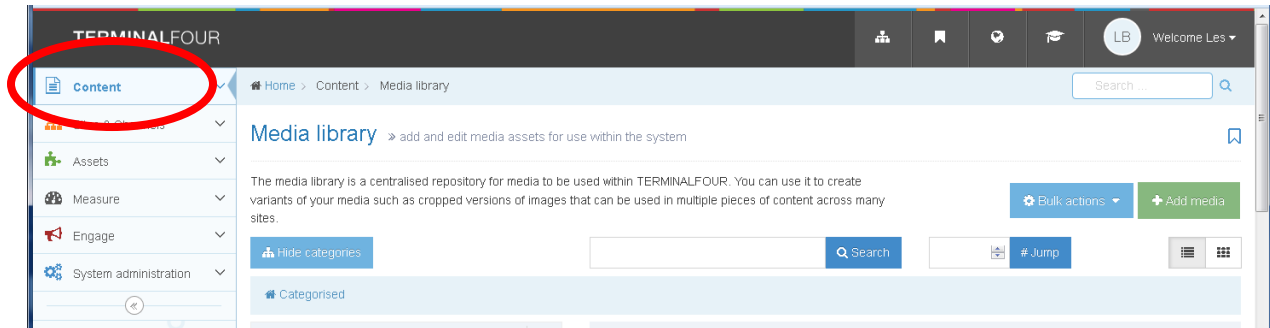 TERMINALFOUR
LB Welcome Les
Content
Home > Content > Media library
Search ...
Sites & Channels
Media library » add and edit media assets for use within the system
Assets
The media library is a centralised repository for media to be used within TERMINALFOUR. You can use it to create
variants of your media such as cropped versions of images that can be used in multiple pieces of content across many
sites.
Measure
Bulk actions
Add media
Engage
Hide categories
Search
# Jump
System administration
Categorised